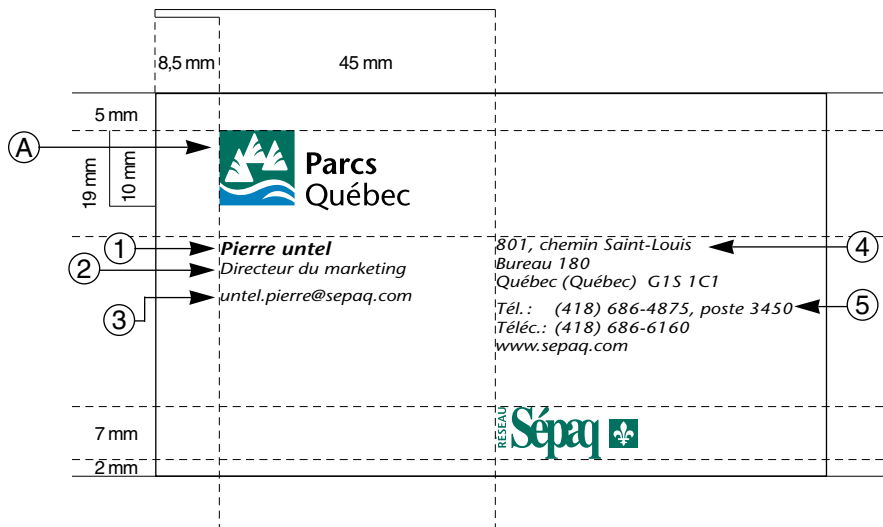 8,5 mm
45 mm
5 mm
A
19 mm
10 mm
Parcs
Québec
1
Pierre untel
2
Directeur du marketing
3
untel.pierre@sepaq.com
801, chemin Saint-Louis
4
Bureau 180
Québec (Québec) G1S 1C1
Tél. : (418) 686-4875, poste 3450
5
Téléc.: (418) 686-6160
www.sepaq.com
7 mm
RÉSEAU
Sépaq
2 mm